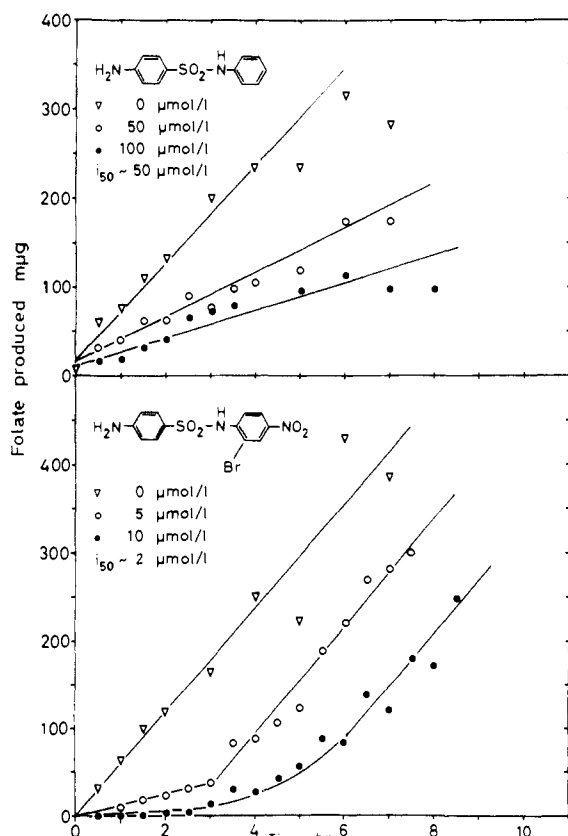 400
H
H₂N SO₂-N
▽ 0 μmol/l
○ 50 μmol/l
● 100 μmol/l
i₅₀ ~ 50 μmol/l
300
200
100
0
Folate produced mμg
H
H₂N SO₂-N NO₂
Br
▽ 0 μmol/l
○ 5 μmol/l
● 10 μmol/l
i₅₀ ~ 2 μmol/l
400
300
200
100
0
0 2 4 6 8 10